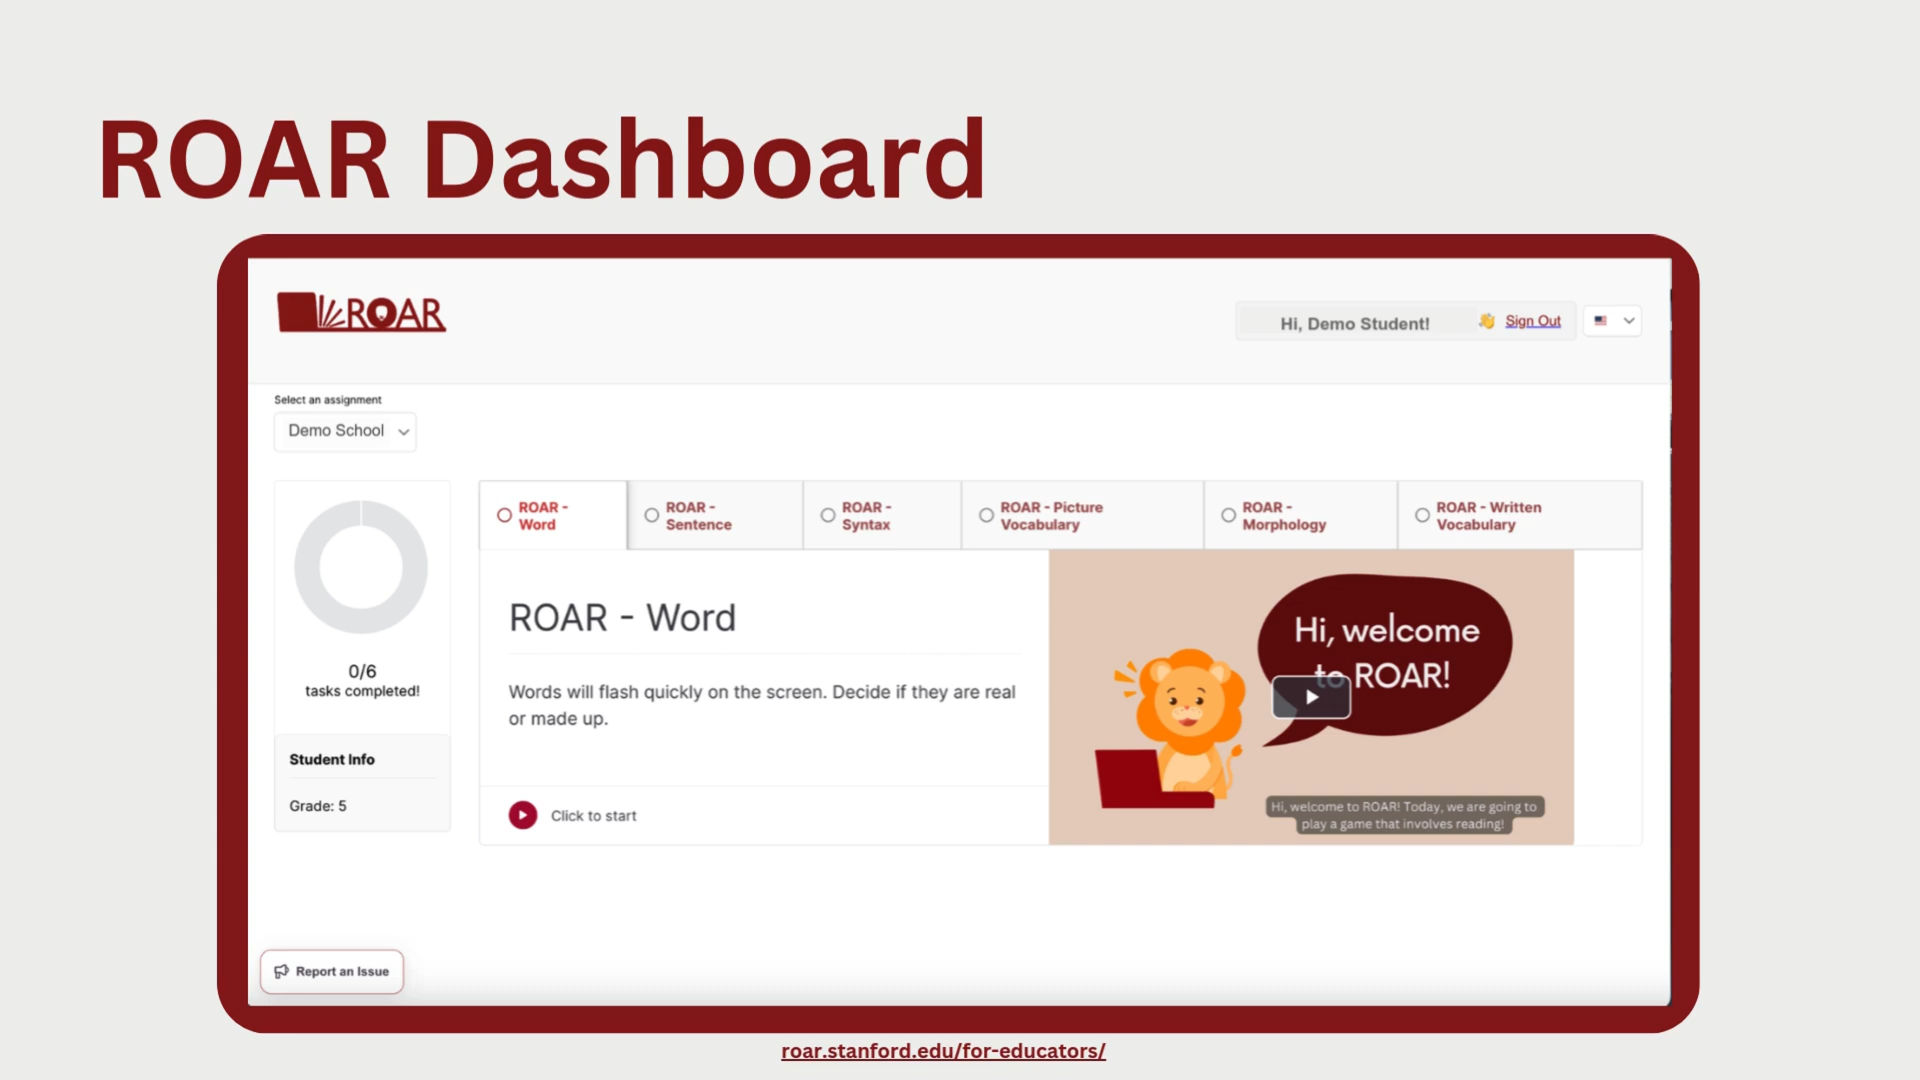 ROAR Dashboard
ROAR
Hi, Demo Student!
Sign Out
Select an assignment
Demo School
ROAR -
Word
ROAR -
Sentence
ROAR -
Syntax
ROAR - Picture
Vocabulary
ROAR -
Morphology
ROAR - Written
Vocabulary
0/6
tasks completed!
Student Info
Grade: 5
ROAR - Word
Words will flash quickly on the screen. Decide if they are real
or made up.
Click to start
Hi, welcome
to ROAR!
Hi, welcome to ROAR! Today, we are going to
play a game that involves reading!
Report an Issue
roar.stanford.edu/for-educators/